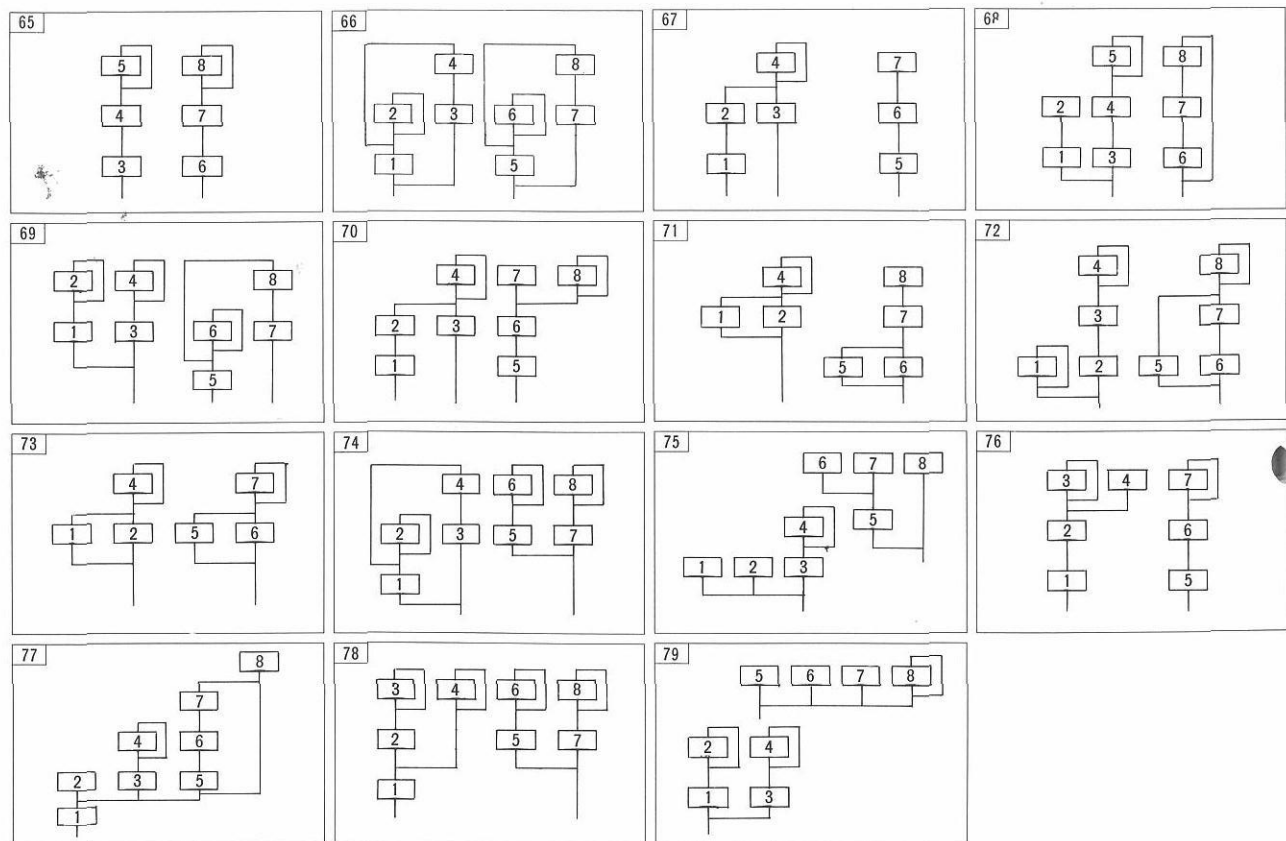 65 66 67 68
5 8 4 8 4 7 5 8
4 7 2 3 6 7 2 3 6 2 4 7
3 6 1 5 1 5 1 3 6
69 70 71 72
2 4 8 4 7 8 4 8 4 8
1 3 6 7 2 3 6 1 2 7 3 7
5 1 5 5 6 1 2 5 6
73 74 75 76
4 7 4 6 8 6 7 8 3 4 7
1 2 5 6 2 3 5 7 4 5 2 6
1 1 2 3 1 5
77 78 79
8 3 4 6 8 5 6 7 8
7 2 5 7 2 4
4 6 1 1 3
2 3 5
1